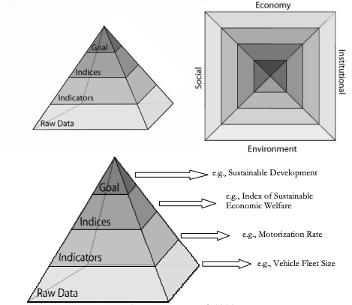 Economy
Goal
Indices
Indicators
Raw Data
Social
Institutional
Environment
Goal
Indices
Indicators
Raw Data
e.g., Sustainable Development
e.g., Index of Sustainable
Economic Welfare
e.g., Motorization Rate
e.g., Vehicle Fleet Size